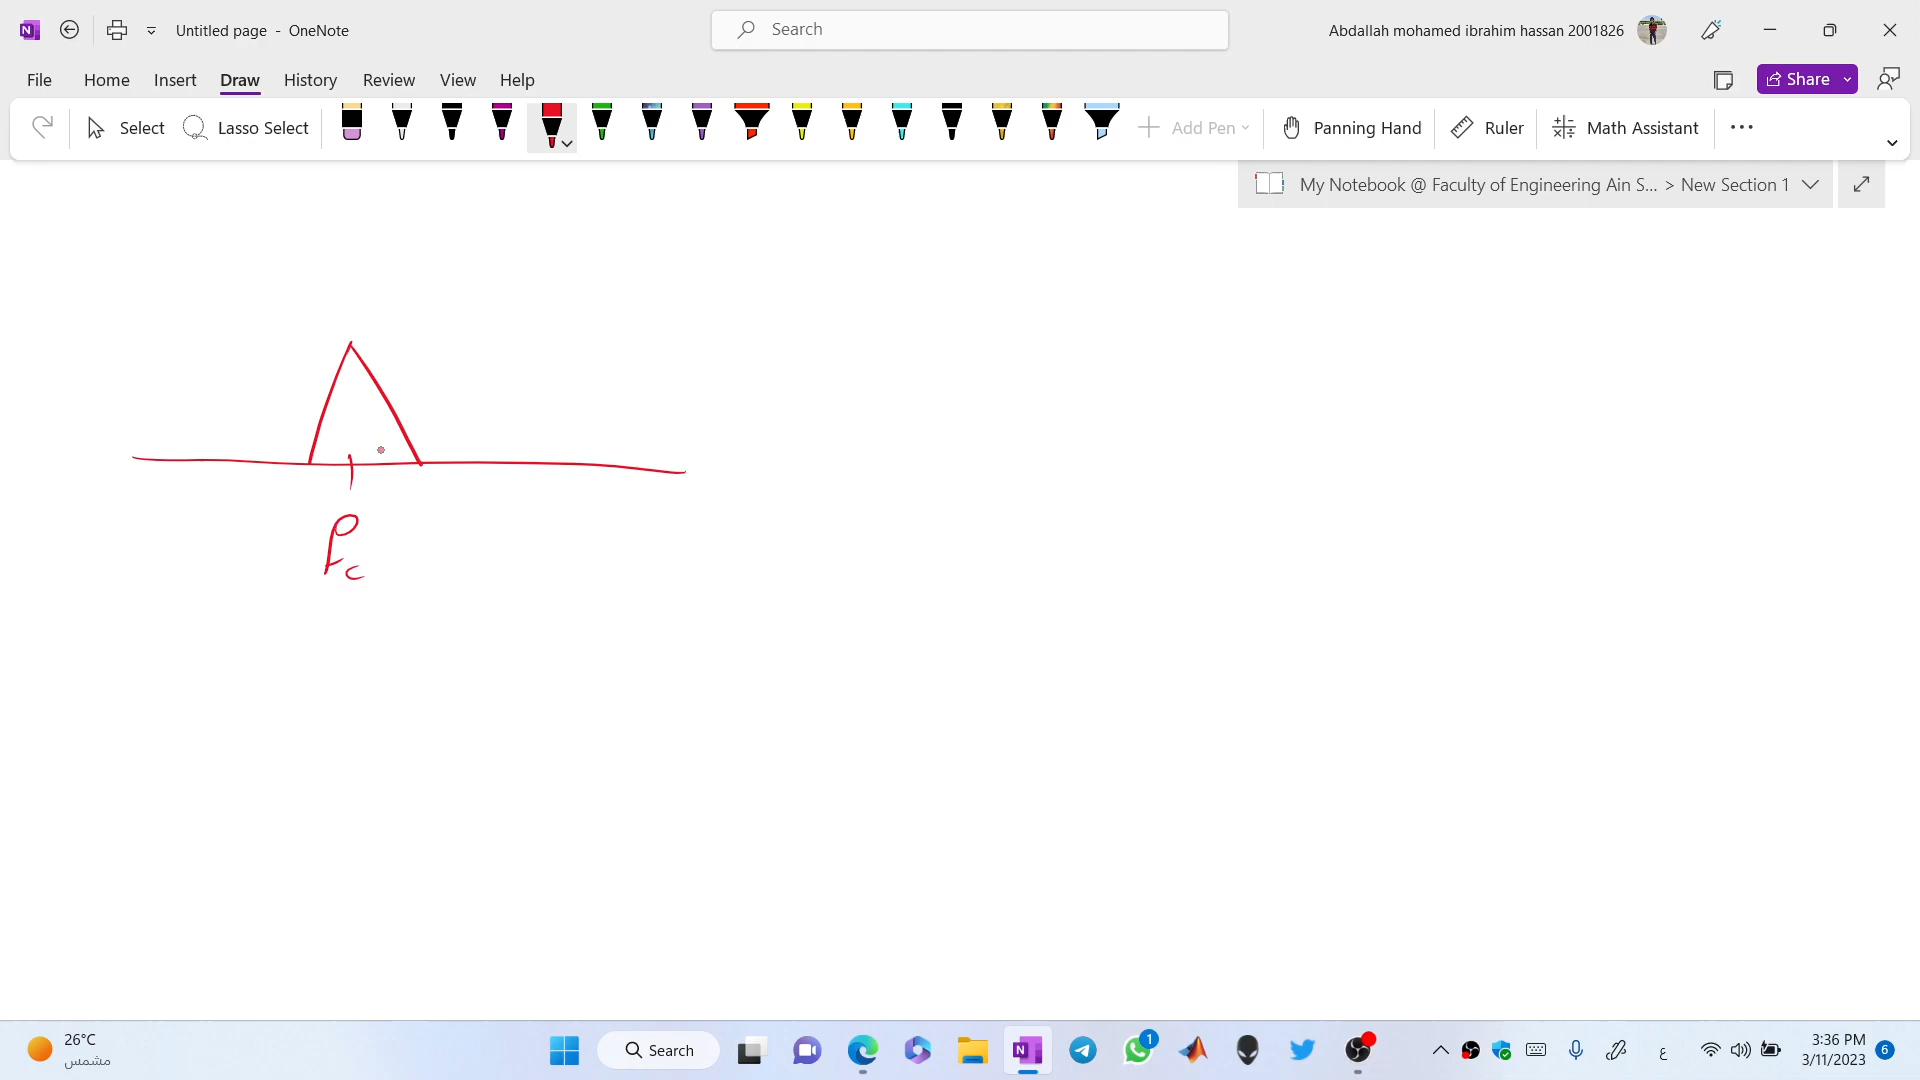 Untitled page - OneNote
Search
Abdallah mohamed ibrahim hassan 2001826
File Home Insert Draw History Review View Help
Share
Select Lasso Select Add Pen Panning Hand Ruler Math Assistant
My Notebook @ Faculty of Engineering Ain S... > New Section 1
fc
26°C
مشمس
Search
1
ع
3:36 PM
3/11/2023
6